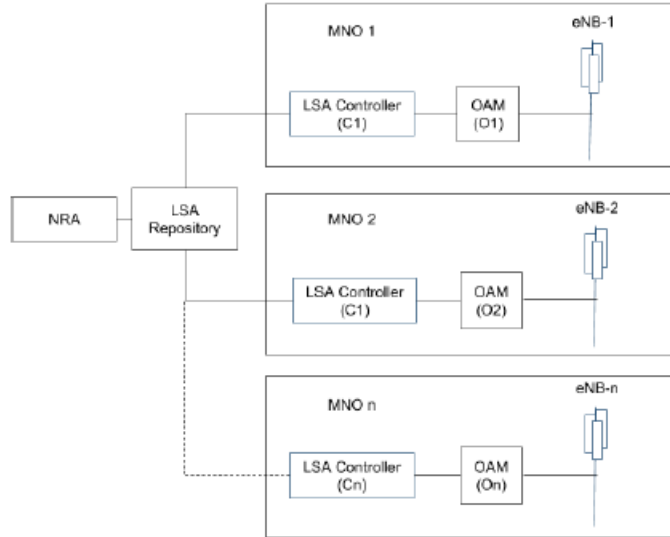 MNO 1
eNB-1
LSA Controller
(C1)
OAM
(O1)
NRA
LSA
Repository
MNO 2
eNB-2
LSA Controller
(C1)
OAM
(O2)
MNO n
eNB-n
LSA Controller
(Cn)
OAM
(On)